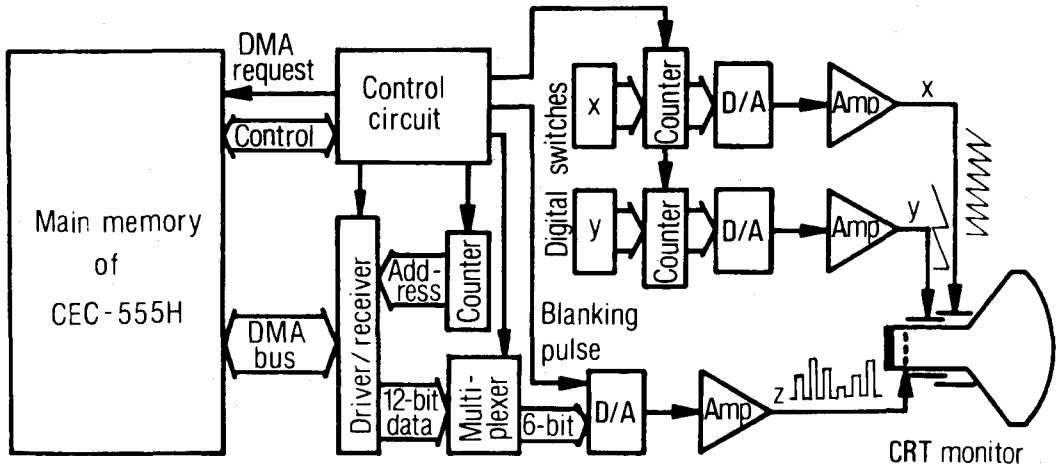 DMA
request
Control
Main memory
of
CEC-555H
DMA
bus
Control
circuit
Driver/receiver
Add-
ress
Counter
12-bit
data
Multi-
plexer
6-bit
Blanking
pulse
D/A
Amp
z
Digital switches
x
Counter
D/A
Amp
x
y
Counter
D/A
Amp
y
CRT monitor